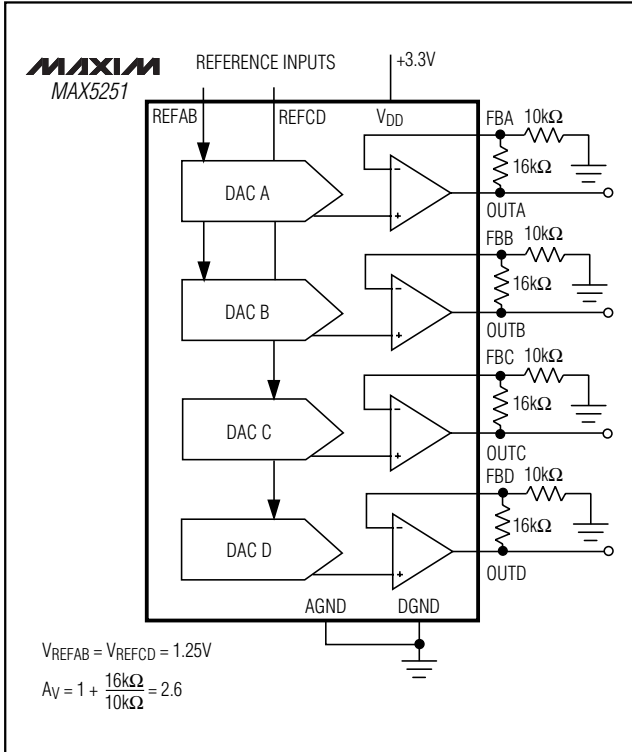 MAXIM
MAX5251
REFERENCE INPUTS
+3.3V
REFAB
REFCD
VDD
FBA
10kΩ
16kΩ
DAC A
-
+
OUTA
FBB
10kΩ
16kΩ
DAC B
-
+
OUTB
FBC
10kΩ
16kΩ
DAC C
-
+
OUTC
FBD
10kΩ
16kΩ
DAC D
-
+
OUTD
AGND
DGND
VREFAB = VREFCD = 1.25V
AV = 1 + 16kΩ/10kΩ = 2.6